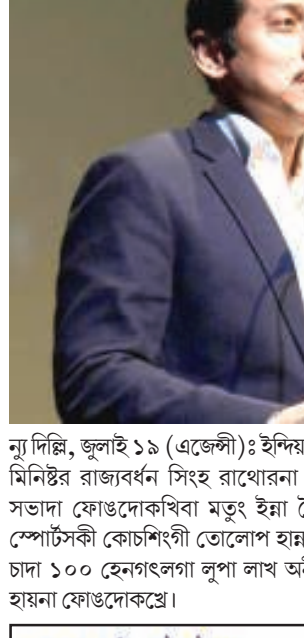 ন্যু দিল্লি, জুলাই ১৯ (এজেন্সী)ঃ ইন্দিয়
মিনিষ্টর রাজ্যবর্ধন সিংহ রাথোরনা
সভাদা ফোঙদোকখিবা মতুং ইন্না
স্পোর্টসকী কোচশিংগী তোলোপ হান্ন
চাদা ১০০ হেনগৎলগা লুপা লাখ
হায়না ফোঙদোকখ্রে।